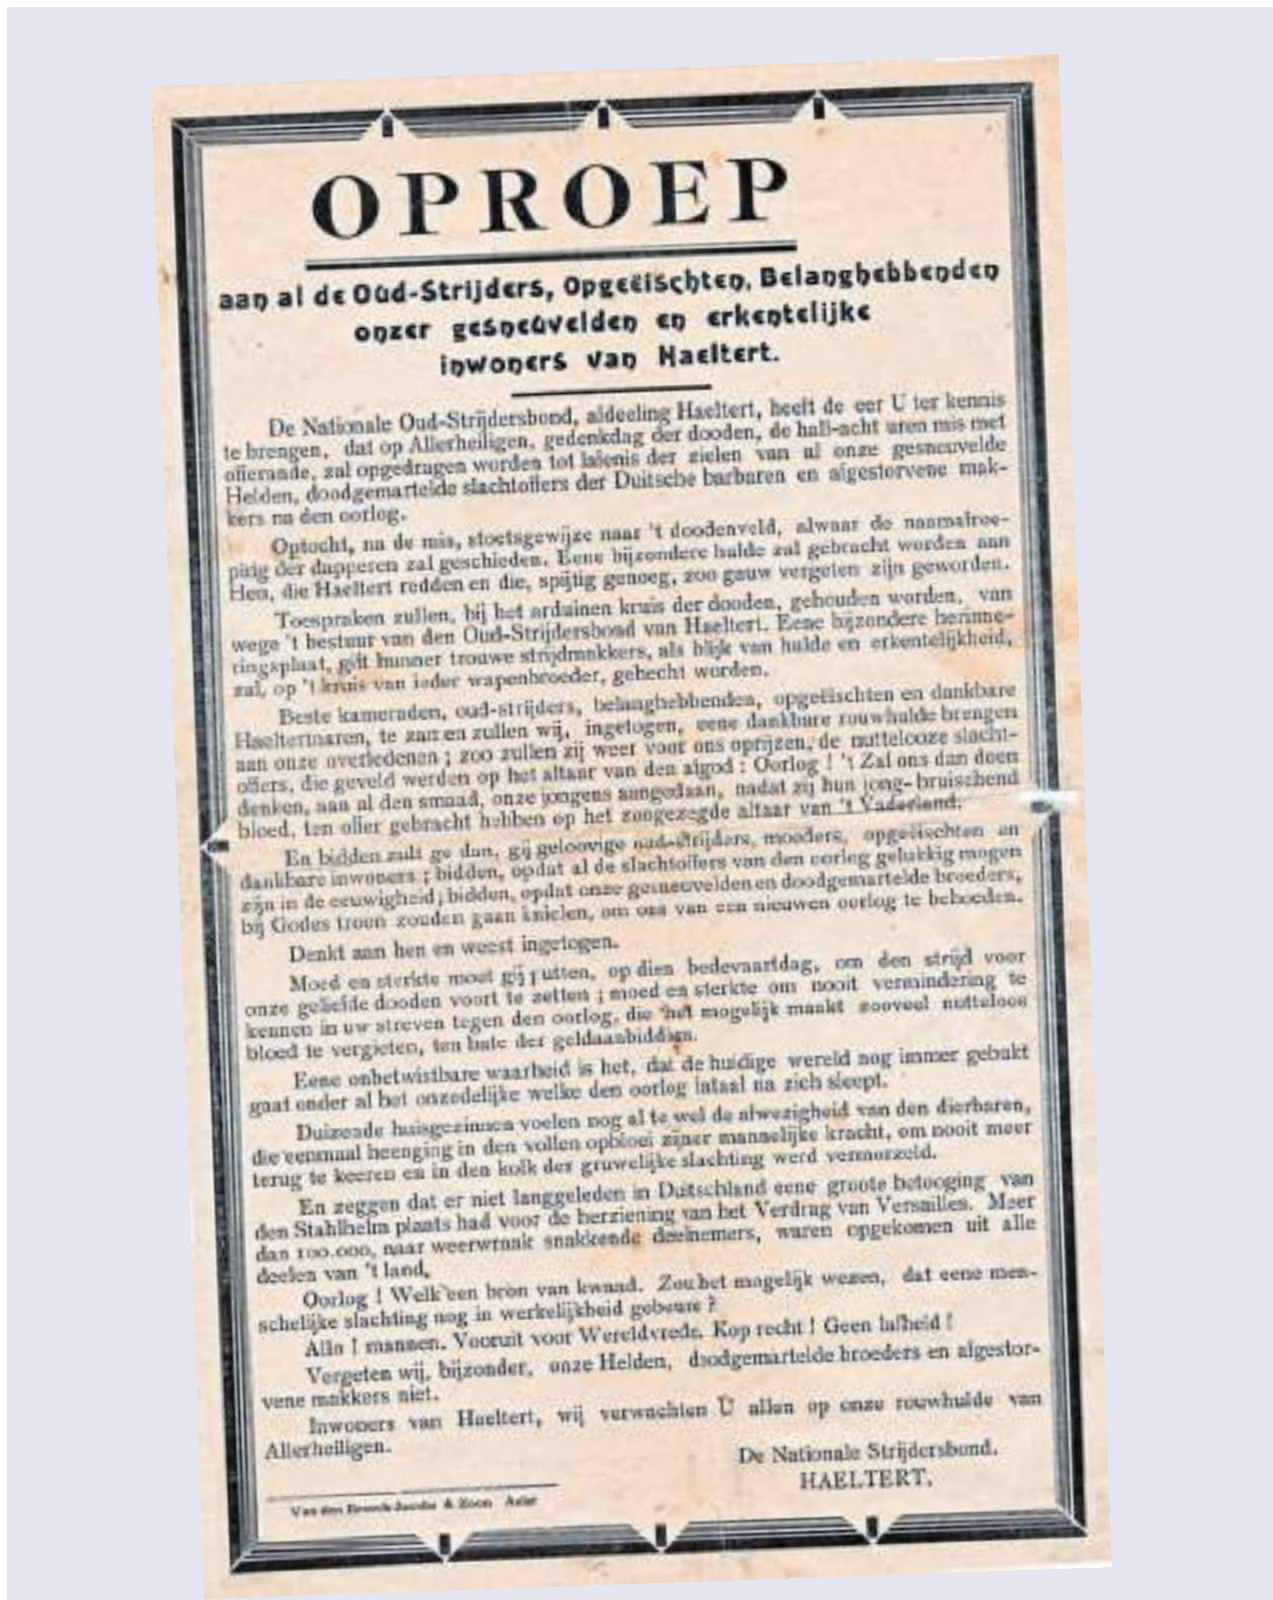 OPROEP
aan al de Oud-Strijders, Opgeëischten, Belanghebbenden
onzer gesneuvelden en erkentelijke
inwoners van Haeltert.
De Nationale Oud-Strijdersbond, afdeeling Haeltert, heeft de eer U ter kennis
te brengen, dat op Allerheiligen, gedenkdag der dooden, de half-acht uren mis met
offerande, zal opgedragen worden tot lafenis der zielen van al onze gesneuvelde
Helden, doodgemartelde slachtoffers der Duitsche barbaren en afgestorvene mak-
kers na den oorlog.
Optocht, na de mis, stoetsgewijze naar 't doodenveld, alwaar de naamafroe-
ping der dapperen zal geschieden. Eene bijzondere hulde zal gebracht worden aan
Hen, die Haeltert redden en die, spijtig genoeg, zoo gauw vergeten zijn geworden.
Toespraken zullen, bij het arduinen kruis der dooden, gehouden worden, van
wege 't bestuur van den Oud-Strijdersbond van Haeltert. Eene bijzondere herinne-
ringsplaat, gift hunner trouwe strijdmakkers, als blijk van hulde en erkentelijkheid,
zal, op 't kruis van ieder wapenbroeder, gehecht worden.
Beste kameraden, oud-strijders, belanghebbenden, opgeëischten en dankbare
Haeltertnaren, te zamen zullen wij, ingetogen, eene dankbare rouwhulde brengen
aan onze overledenen ; zoo zullen zij weer voor ons oprijzen, de nuttelooze slacht-
offers, die geveld werden op het altaar van den afgod : Oorlog ! 't Zal ons dan doen
denken, aan al den smaad, onze jongens aangedaan, nadat zij hun jong-bruischend
bloed, ten offer gebracht hebben op het zoogezegde altaar van 't Vaderland.
En bidden zult ge dan, gij geloovige oud-strijders, moeders, opgeëischten en
dankbare inwoners ; bidden, opdat al de slachtoffers van den oorlog gelukkig mogen
zijn in de eeuwigheid ; bidden, opdat onze gesneuvelden en doodgemartelde broeders,
bij Godes troon zouden gaan knielen, om ons van een nieuwen oorlog te behoeden.
Denkt aan hen en weest ingetogen.
Moed en sterkte moet gij putten, op dien bedevaartdag, om den strijd voor
onze geliefde dooden voort te zetten ; moed en sterkte om nooit vermindering te
kennen in uw streven tegen den oorlog, die het mogelijk maakt zooveel nutteloos
bloed te vergieten, ten bate der geldaanbidders.
Eene onbetwistbare waarheid is het, dat de huidige wereld nog immer gebukt
gaat onder al het onzedelijke welke den oorlog fataal na zich sleept.
Duizende huisgezinnen voelen nog al te wel de afwezigheid van den dierbaren,
die eenmaal heenging in den vollen opbloei zijner mannelijke kracht, om nooit meer
terug te keeren en in den kolk der gruwelijke slachting werd vermorzeld.
En zeggen dat er niet langgeleden in Duitschland eene groote betooging van
den Stahlhelm plaats had voor de herziening van het Verdrag van Versailles. Meer
dan 100.000, naar weerwraak snakkende deelnemers, waren opgekomen uit alle
deelen van 't land.
Oorlog ! Welk een bron van kwaad. Zou het mogelijk wezen, dat eene men-
schelijke slachting nog in werkelijkheid gebeure ?
Allo ! mannen. Vooruit voor Wereldvrede. Kop recht ! Geen lafheid !
Vergeten wij, bijzonder, onze Helden, doodgemartelde broeders en afgestor-
vene makkers niet.
Inwoners van Haeltert, wij verwachten U allen op onze rouwhulde van
Allerheiligen.
De Nationale Strijdersbond.
HAELTERT.
Van den Broeck-Jacobs & Zoon Aalst